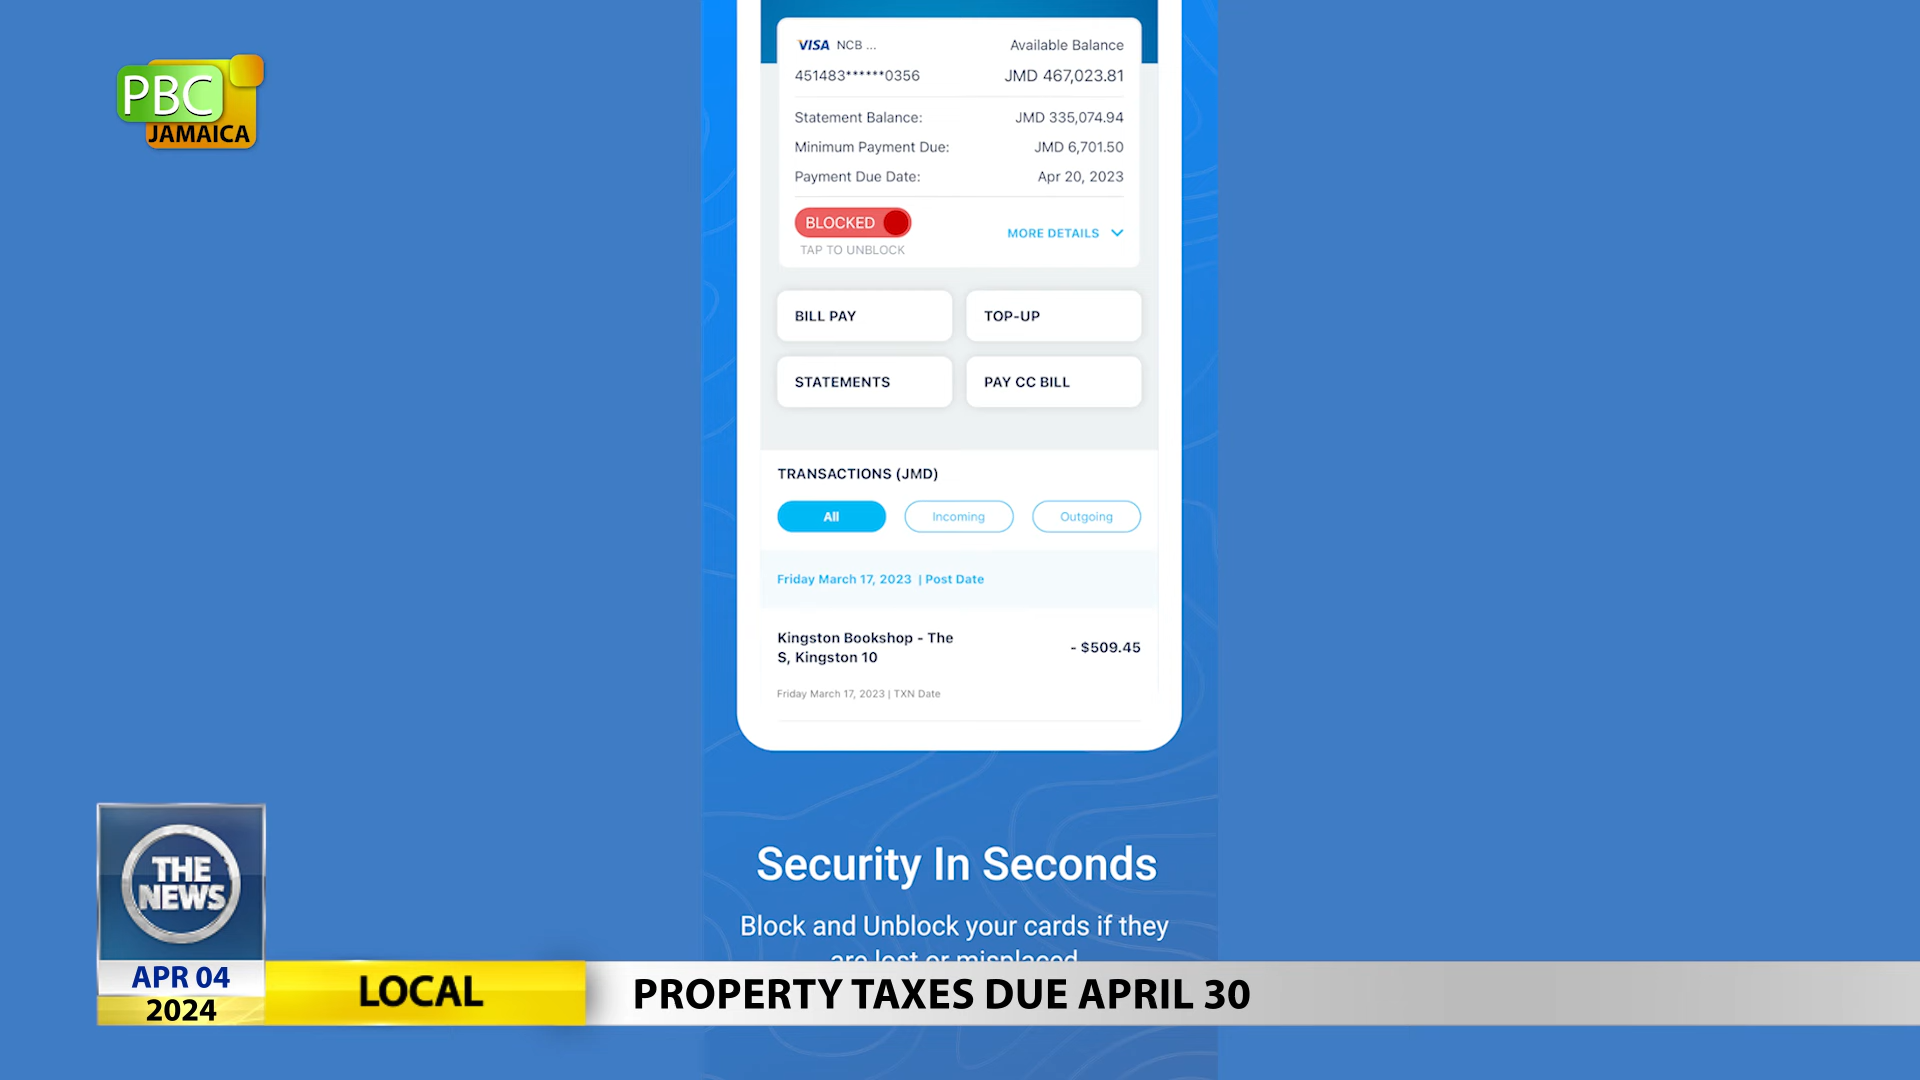 PBC
JAMAICA
VISA NCB ... Available Balance
451483******0356 JMD 467,023.81
Statement Balance: JMD 335,074.94
Minimum Payment Due: JMD 6,701.50
Payment Due Date: Apr 20, 2023
BLOCKED
TAP TO UNBLOCK
MORE DETAILS
BILL PAY TOP-UP
STATEMENTS PAY CC BILL
TRANSACTIONS (JMD)
All Incoming Outgoing
Friday March 17, 2023 | Post Date
Kingston Bookshop - The
S, Kingston 10
- $509.45
Friday March 17, 2023 | TXN Date
Security In Seconds
Block and Unblock your cards if they
are lost or misplaced
THE
NEWS
APR 04
2024
LOCAL
PROPERTY TAXES DUE APRIL 30